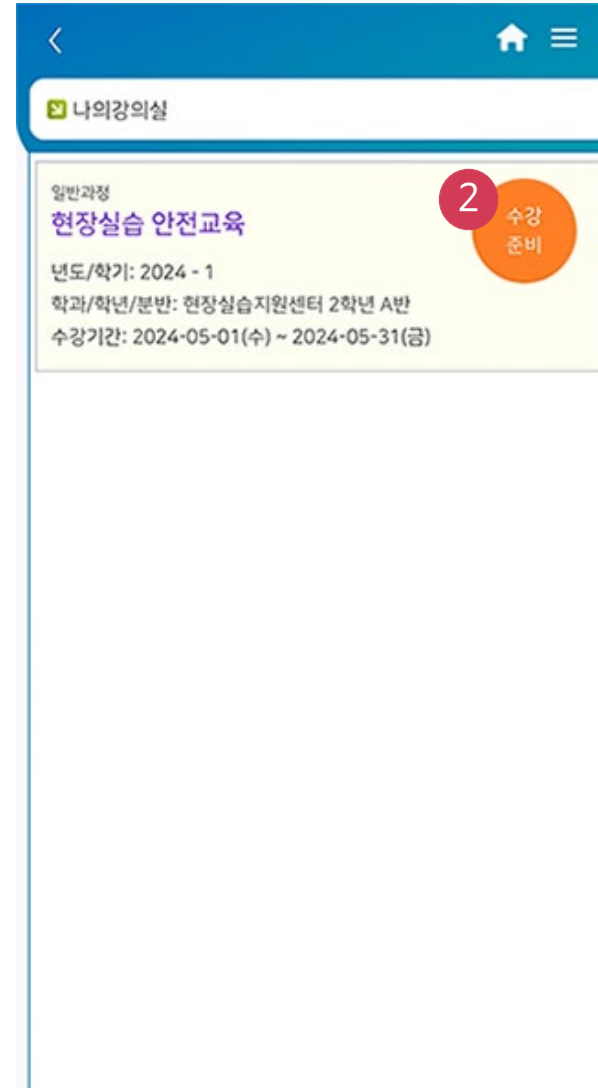 나의강의실
일반과정
현장실습 안전교육
2
수강
준비
년도/학기: 2024 - 1
학과/학년/분반: 현장실습지원센터 2학년 A반
수강기간: 2024-05-01(수) ~ 2024-05-31(금)